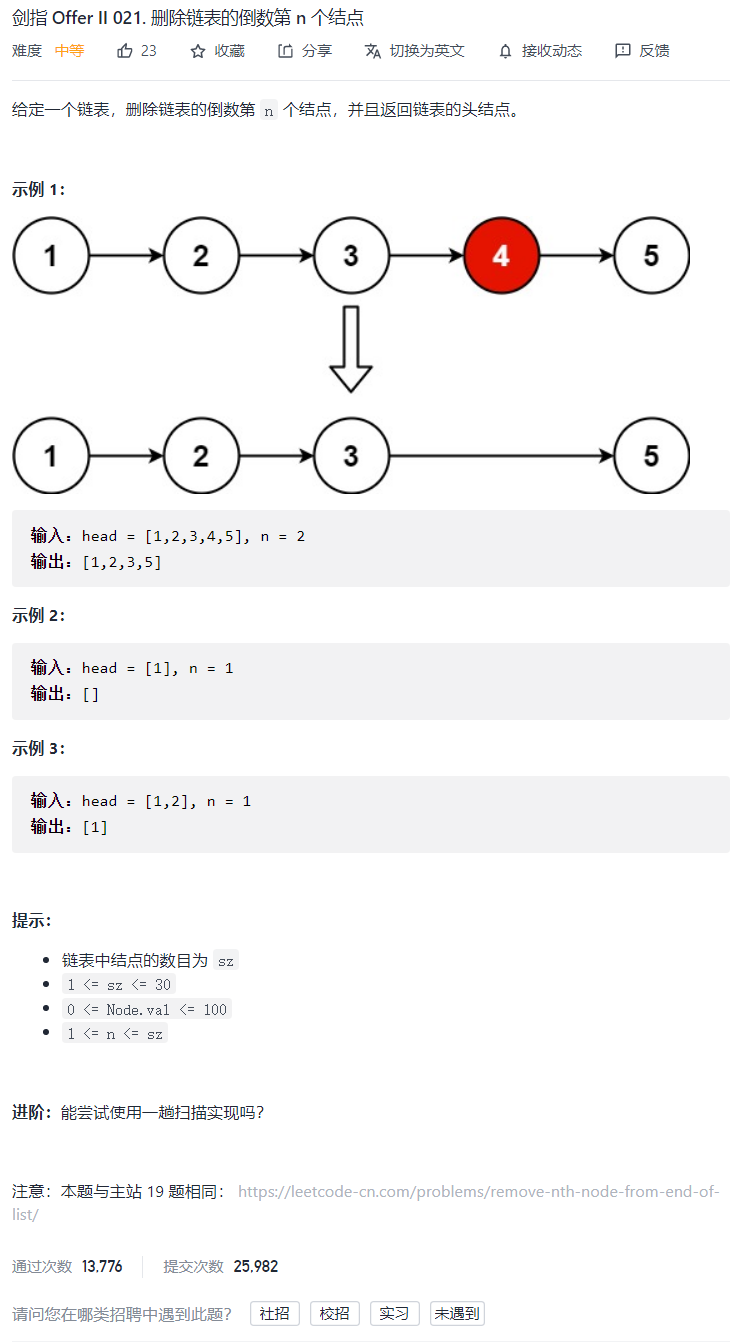 剑指 Offer II 021. 删除链表的倒数第 n 个结点
难度 中等 23 收藏 分享 切换为英文 接收动态 反馈
给定一个链表，删除链表的倒数第 n 个结点，并且返回链表的头结点。
示例 1：
1 2 3 4 5
1 2 3 5
输入：head = [1,2,3,4,5], n = 2
输出：[1,2,3,5]
示例 2：
输入：head = [1], n = 1
输出：[]
示例 3：
输入：head = [1,2], n = 1
输出：[1]
提示：
链表中结点的数目为 sz
1 <= sz <= 30
0 <= Node.val <= 100
1 <= n <= sz
进阶：能尝试使用一趟扫描实现吗？
注意：本题与主站 19 题相同： https://leetcode-cn.com/problems/remove-nth-node-from-end-of-
list/
通过次数 13,776 提交次数 25,982
请问您在哪类招聘中遇到此题？ 社招 校招 实习 未遇到